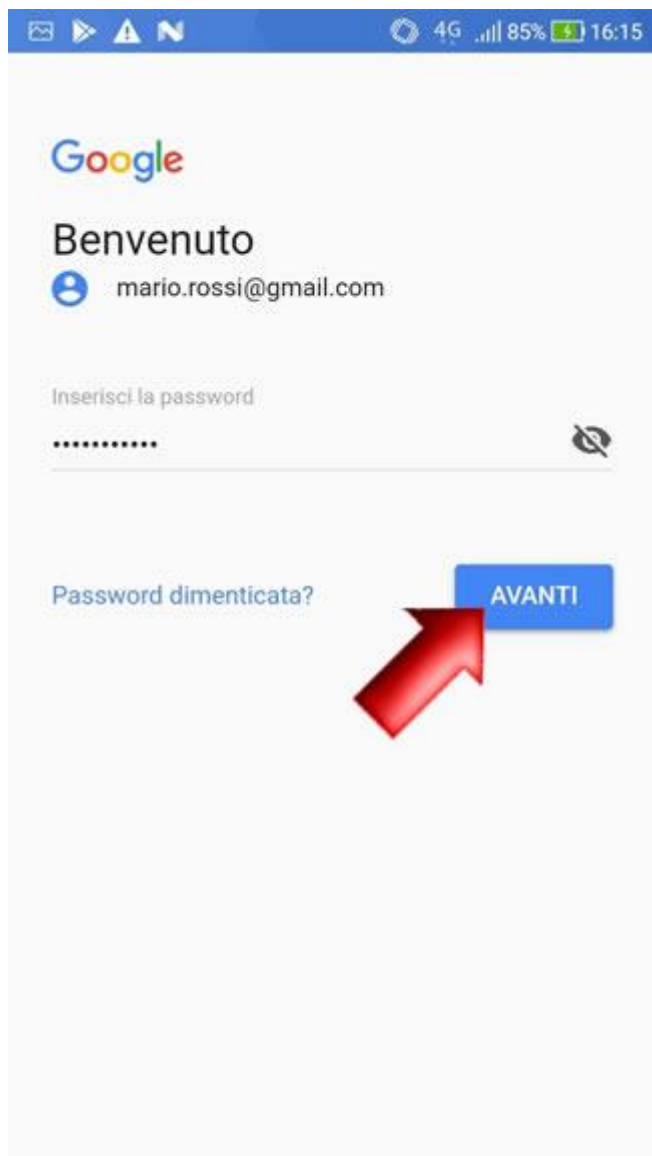 4G 85% 16:15
Google
Benvenuto
mario.rossi@gmail.com
Inserisci la password
•••••••••••
Password dimenticata? AVANTI